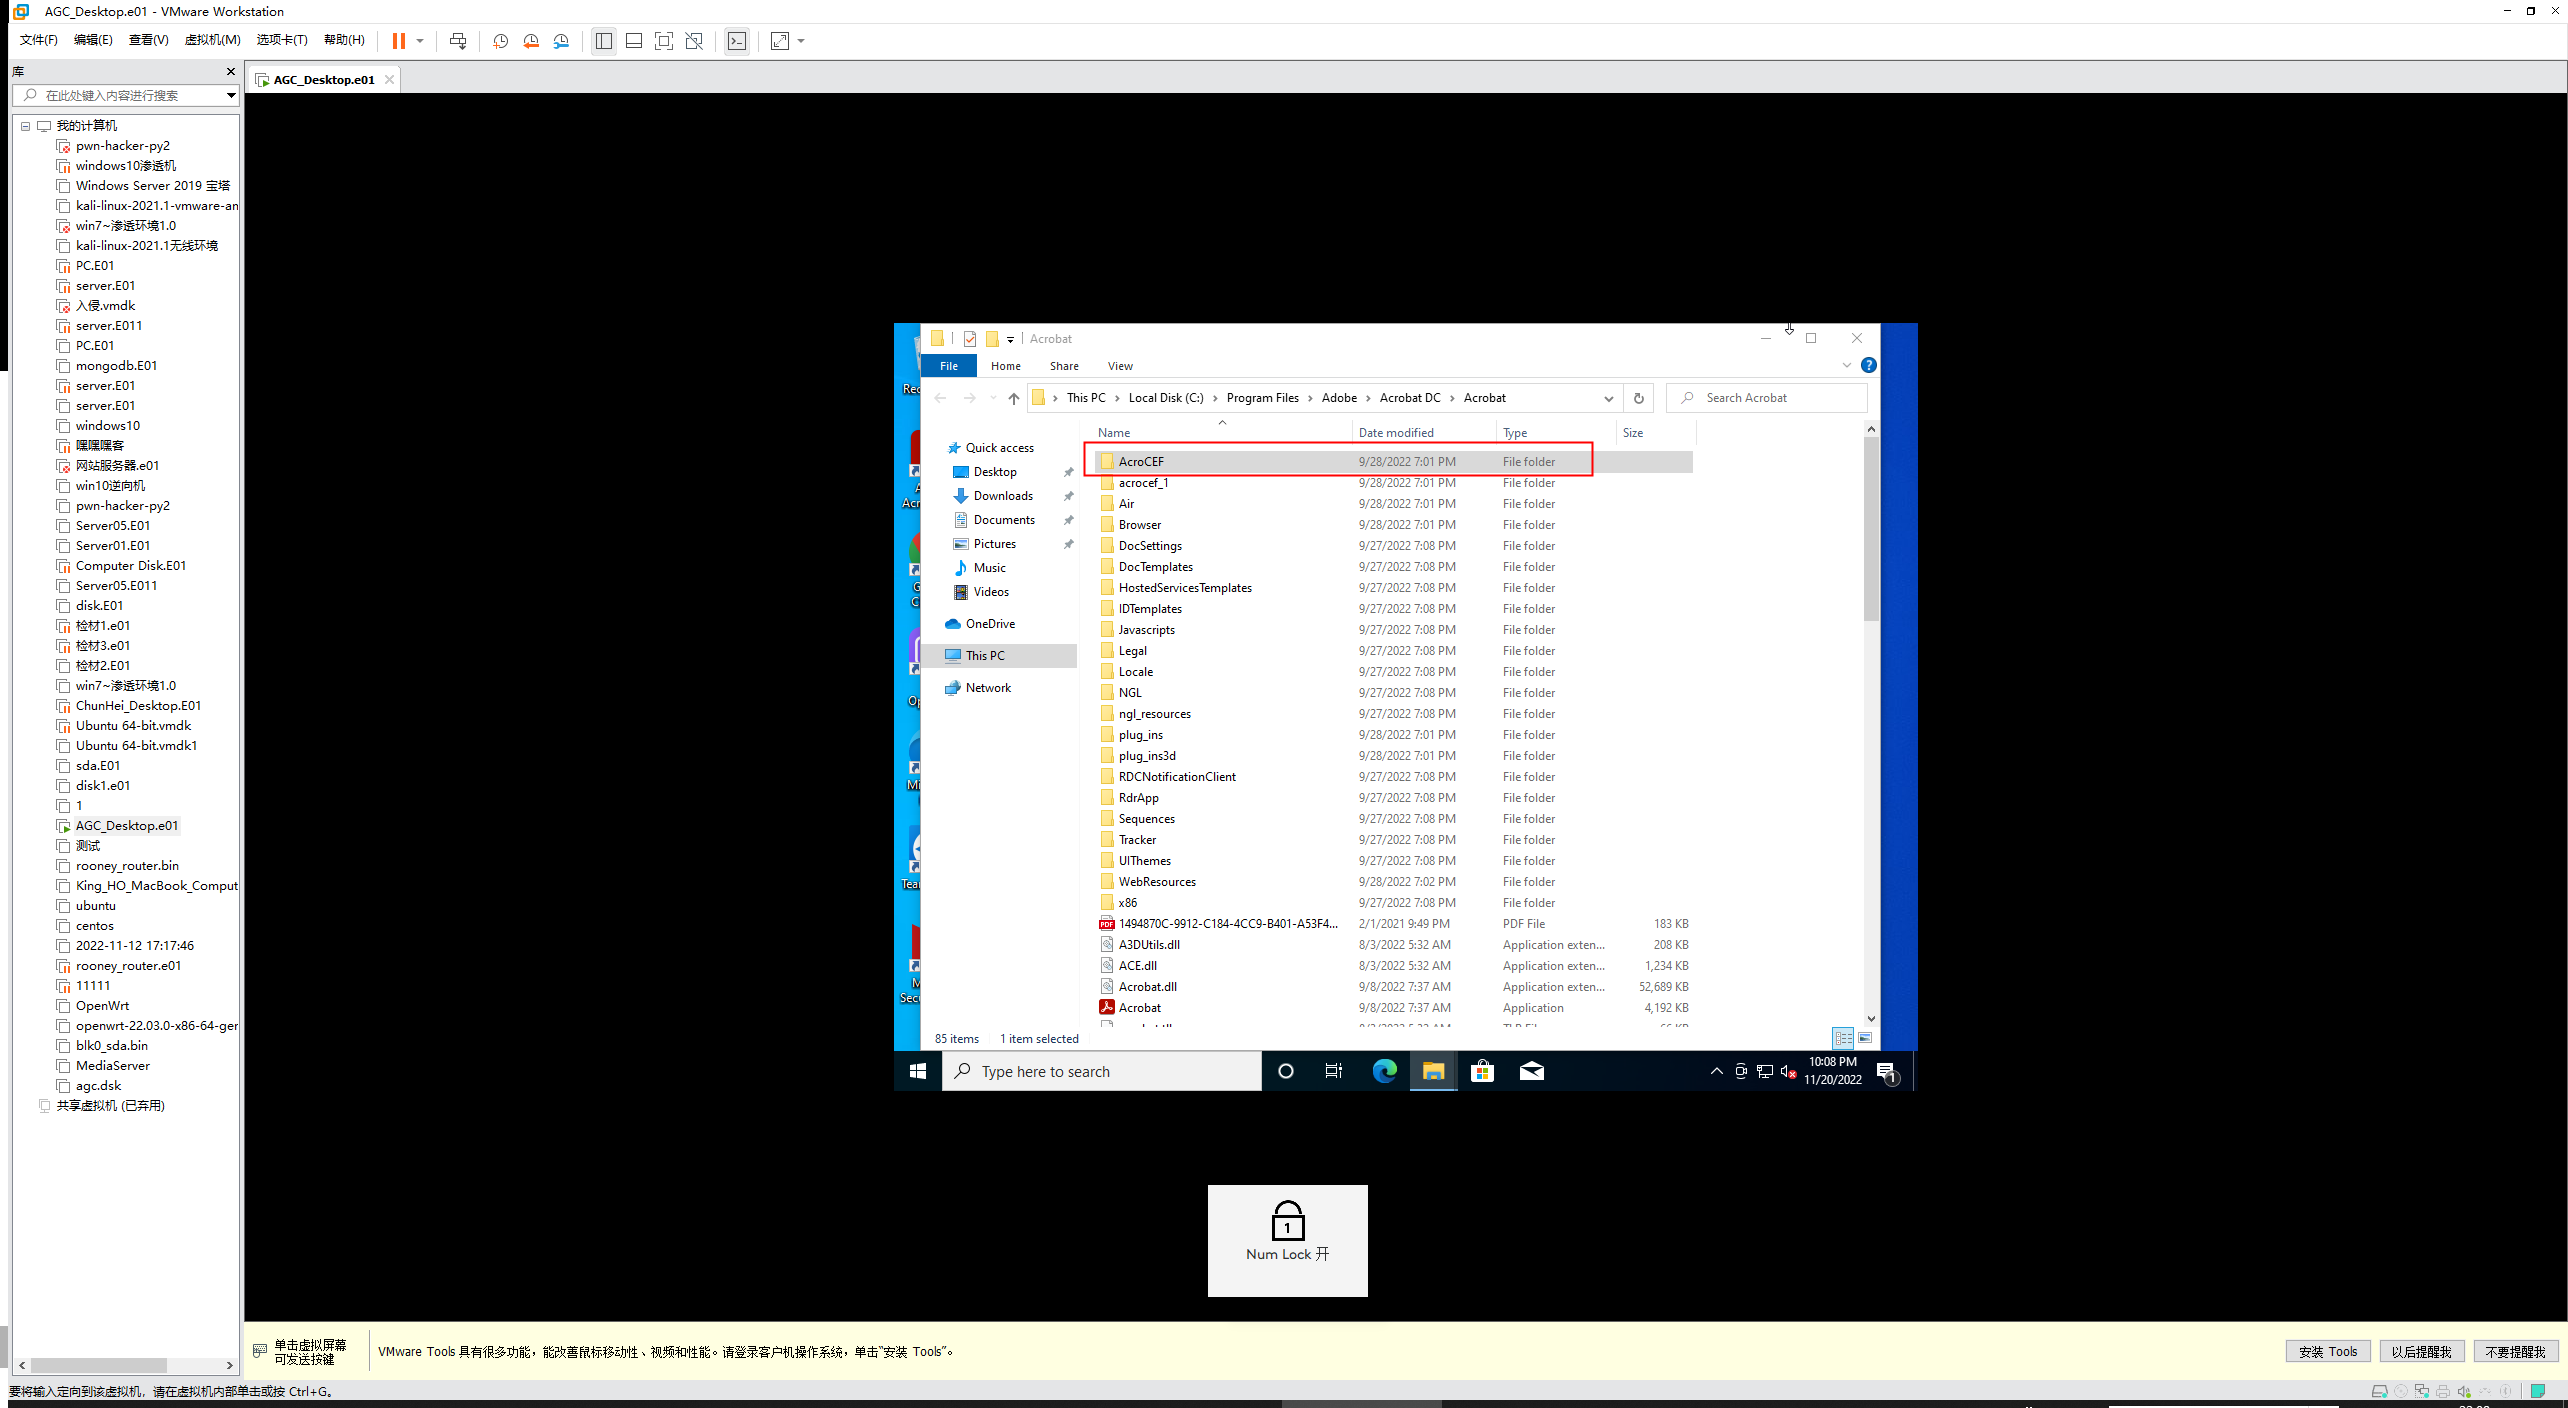 AGC_Desktop.e01 - VMware Workstation
文件(F) 编辑(E) 查看(V) 虚拟机(M) 选项卡(T) 帮助(H)
库
在此处键入内容进行搜索
AGC_Desktop.e01
我的计算机
pwn-hacker-py2
windows10渗透机
Windows Server 2019 宝塔
kali-linux-2021.1-vmware-an
win7~渗透环境1.0
kali-linux-2021.1无线环境
PC.E01
server.E01
入侵.vmdk
server.E011
PC.E01
mongodb.E01
server.E01
server.E01
windows10
嘿嘿嘿客
网站服务器.e01
win10逆向机
pwn-hacker-py2
Server05.E01
Server01.E01
Computer Disk.E01
Server05.E011
disk.E01
检材1.e01
检材3.e01
检材2.E01
win7~渗透环境1.0
ChunHei_Desktop.E01
Ubuntu 64-bit.vmdk
Ubuntu 64-bit.vmdk1
sda.E01
disk1.e01
1
AGC_Desktop.e01
测试
rooney_router.bin
King_HO_MacBook_Comput
ubuntu
centos
2022-11-12 17:17:46
rooney_router.e01
11111
OpenWrt
openwrt-22.03.0-x86-64-ger
blk0_sda.bin
MediaServer
agc.dsk
共享虚拟机 (已弃用)
Acrobat
File Home Share View
This PC Local Disk (C:) Program Files Adobe Acrobat DC Acrobat
Search Acrobat
Quick access
Desktop
Downloads
Documents
Pictures
Music
Videos
OneDrive
This PC
Network
Name Date modified Type Size
AcroCEF 9/28/2022 7:01 PM File folder
acrocef_1 9/28/2022 7:01 PM File folder
Air 9/28/2022 7:01 PM File folder
Browser 9/28/2022 7:01 PM File folder
DocSettings 9/27/2022 7:08 PM File folder
DocTemplates 9/27/2022 7:08 PM File folder
HostedServicesTemplates 9/27/2022 7:08 PM File folder
IDTemplates 9/27/2022 7:08 PM File folder
Javascripts 9/27/2022 7:08 PM File folder
Legal 9/27/2022 7:08 PM File folder
Locale 9/27/2022 7:08 PM File folder
NGL 9/27/2022 7:08 PM File folder
ngl_resources 9/27/2022 7:08 PM File folder
plug_ins 9/28/2022 7:01 PM File folder
plug_ins3d 9/28/2022 7:01 PM File folder
RDCNotificationClient 9/27/2022 7:08 PM File folder
RdrApp 9/27/2022 7:08 PM File folder
Sequences 9/27/2022 7:08 PM File folder
Tracker 9/27/2022 7:08 PM File folder
UIThemes 9/27/2022 7:08 PM File folder
WebResources 9/28/2022 7:02 PM File folder
x86 9/27/2022 7:08 PM File folder
1494870C-9912-C184-4CC9-B401-A53F4... 2/1/2021 9:49 PM PDF File 183 KB
A3DUtils.dll 8/3/2022 5:32 AM Application exten... 208 KB
ACE.dll 8/3/2022 5:32 AM Application exten... 1,234 KB
Acrobat.dll 9/8/2022 7:37 AM Application exten... 52,689 KB
Acrobat 9/8/2022 7:37 AM Application 4,192 KB
85 items 1 item selected
Type here to search
10:08 PM
11/20/2022
1
1
Num Lock 开
单击虚拟屏幕
可发送按键
VMware Tools 具有很多功能，能改善鼠标移动性、视频和性能。请登录客户机操作系统，单击“安装 Tools”。
安装 Tools 以后提醒我 不要提醒我
要将输入定向到该虚拟机，请在虚拟机内部单击或按 Ctrl+G。